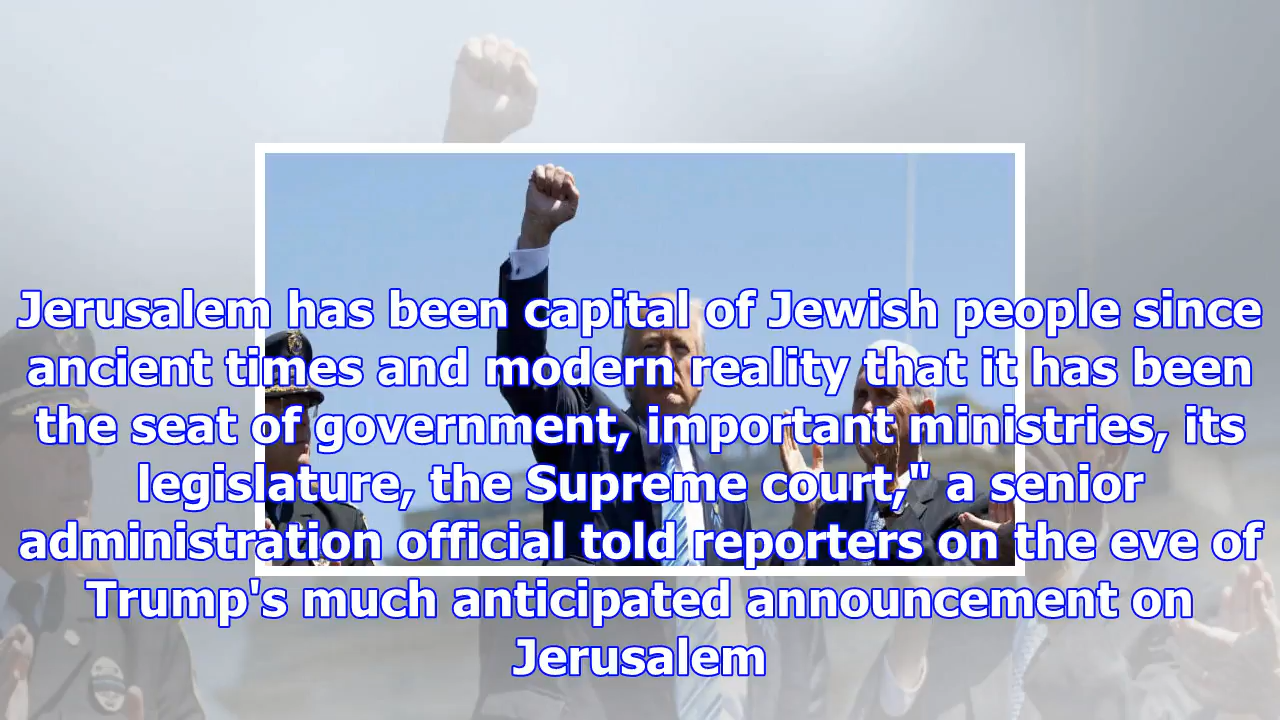 Jerusalem has been capital of Jewish people since
ancient times and modern reality that it has been
the seat of government, important ministries, its
legislature, the Supreme court," a senior
administration official told reporters on the eve of
Trump's much anticipated announcement on
Jerusalem